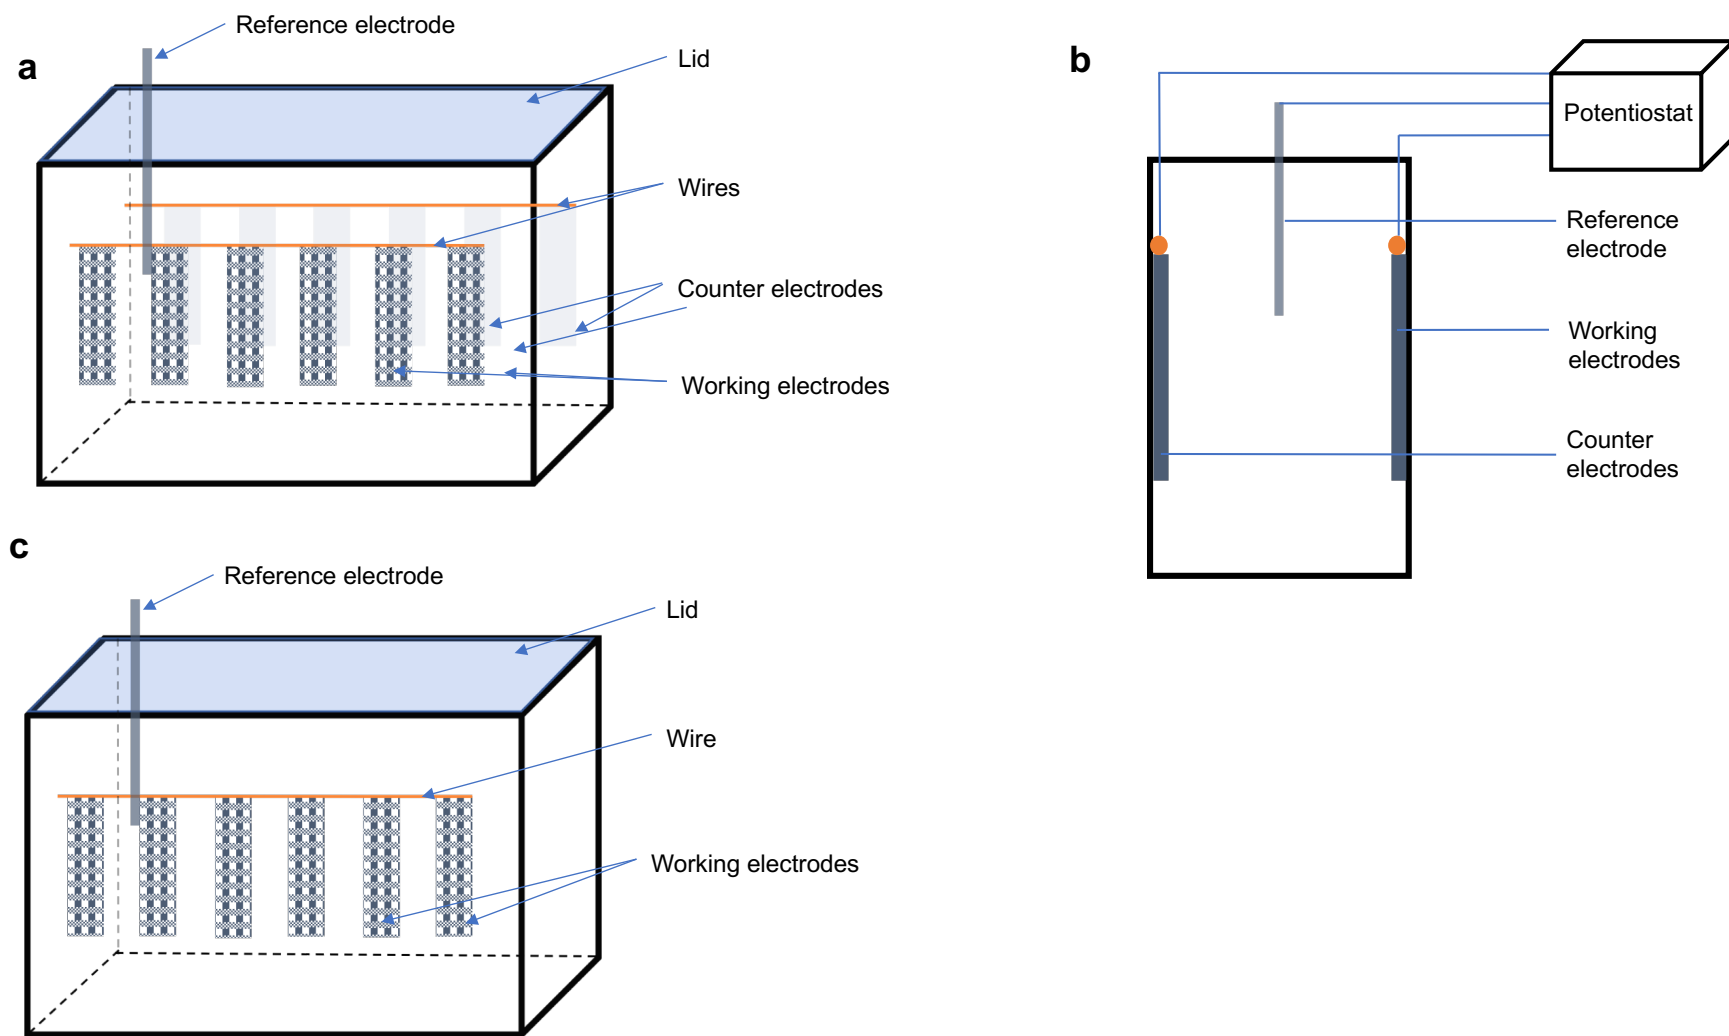 a
Reference electrode
Lid
Wires
Counter electrodes
Working electrodes
b
Potentiostat
Reference
electrode
Working
electrodes
Counter
electrodes
c
Reference electrode
Lid
Wire
Working electrodes